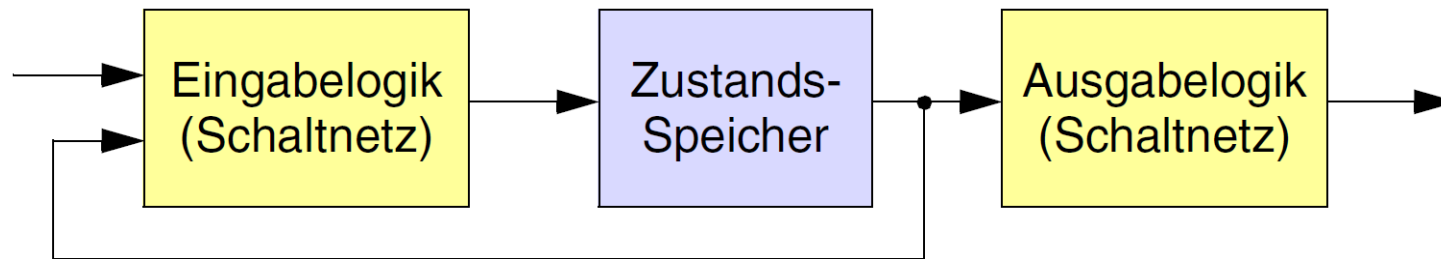 Eingabelogik
(Schaltnetz)
Zustands-
Speicher
Ausgabelogik
(Schaltnetz)